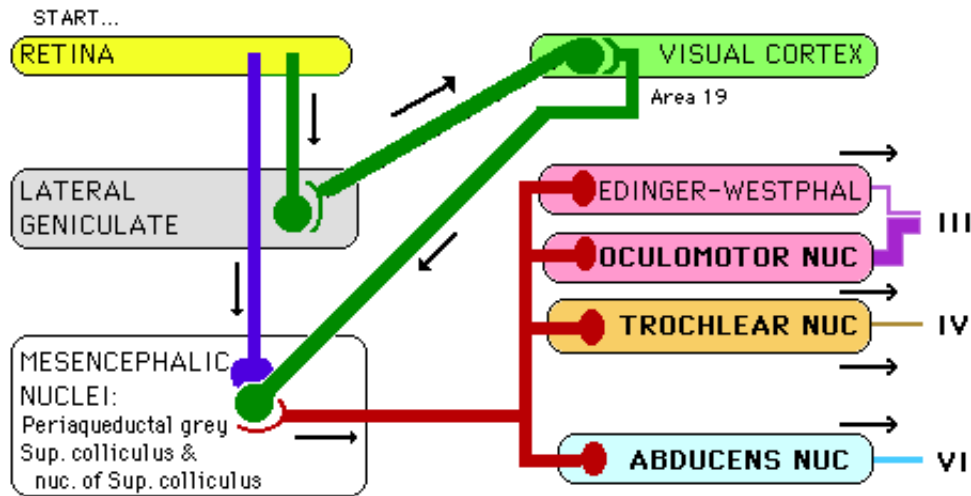 START...
RETINA
VISUAL CORTEX
Area 19
LATERAL
GENICULATE
EDINGER-WESTPHAL
III
OCULOMOTOR NUC
TROCHLEAR NUC
IV
MESENCEPHALIC
NUCLEI:
Periaqueductal grey
Sup. colliculus &
nuc. of Sup. colliculus
ABDUCENS NUC
VI